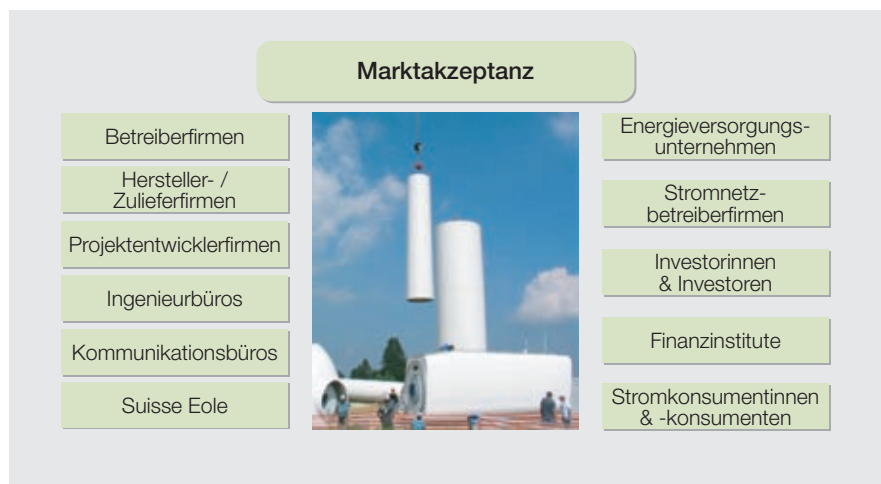 Marktakzeptanz
Betreiberfirmen
Hersteller- /
Zulieferfirmen
Projektentwicklerfirmen
Ingenieurbüros
Kommunikationsbüros
Suisse Eole
Energieversorgungs-
unternehmen
Stromnetz-
betreiberfirmen
Investorinnen
& Investoren
Finanzinstitute
Stromkonsumentinnen
& -konsumenten